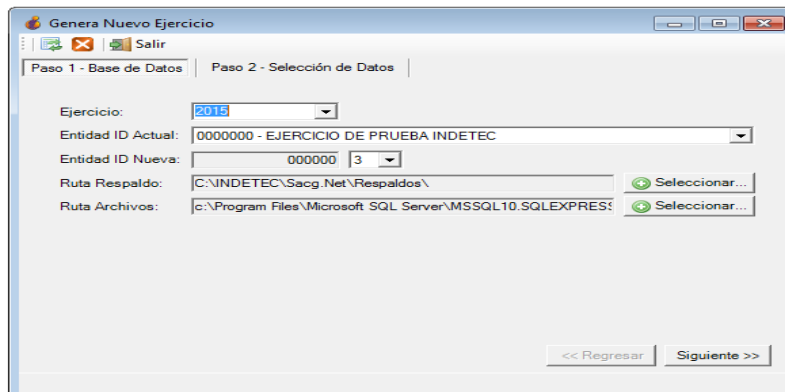 Genera Nuevo Ejercicio
Salir
Paso 1 - Base de Datos Paso 2 - Selección de Datos
Ejercicio: 2015
Entidad ID Actual: 0000000 - EJERCICIO DE PRUEBA INDETEC
Entidad ID Nueva: 000000 3
Ruta Respaldo: C:\INDETEC\Sacg.Net\Respaldos\ Seleccionar...
Ruta Archivos: c:\Program Files\Microsoft SQL Server\MSSQL10.SQLEXPRES Seleccionar...
<< Regresar Siguiente >>